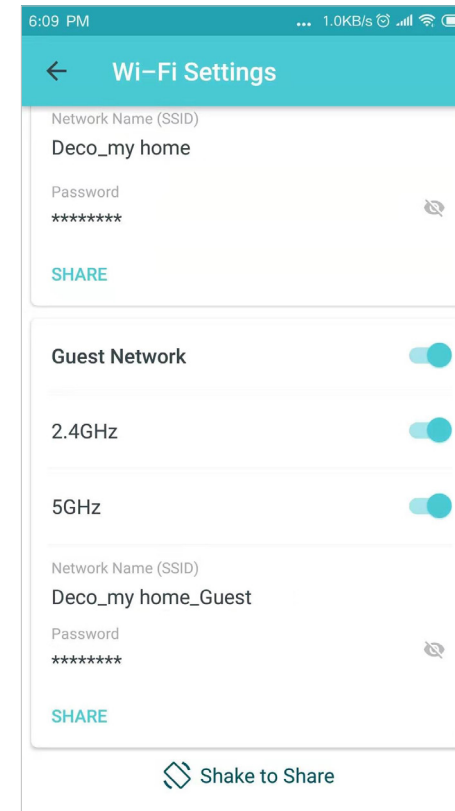 6:09 PM ... 1.0KB/s
Wi-Fi Settings
Network Name (SSID)
Deco_my home
Password
********
SHARE
Guest Network
2.4GHz
5GHz
Network Name (SSID)
Deco_my home_Guest
Password
********
SHARE
Shake to Share